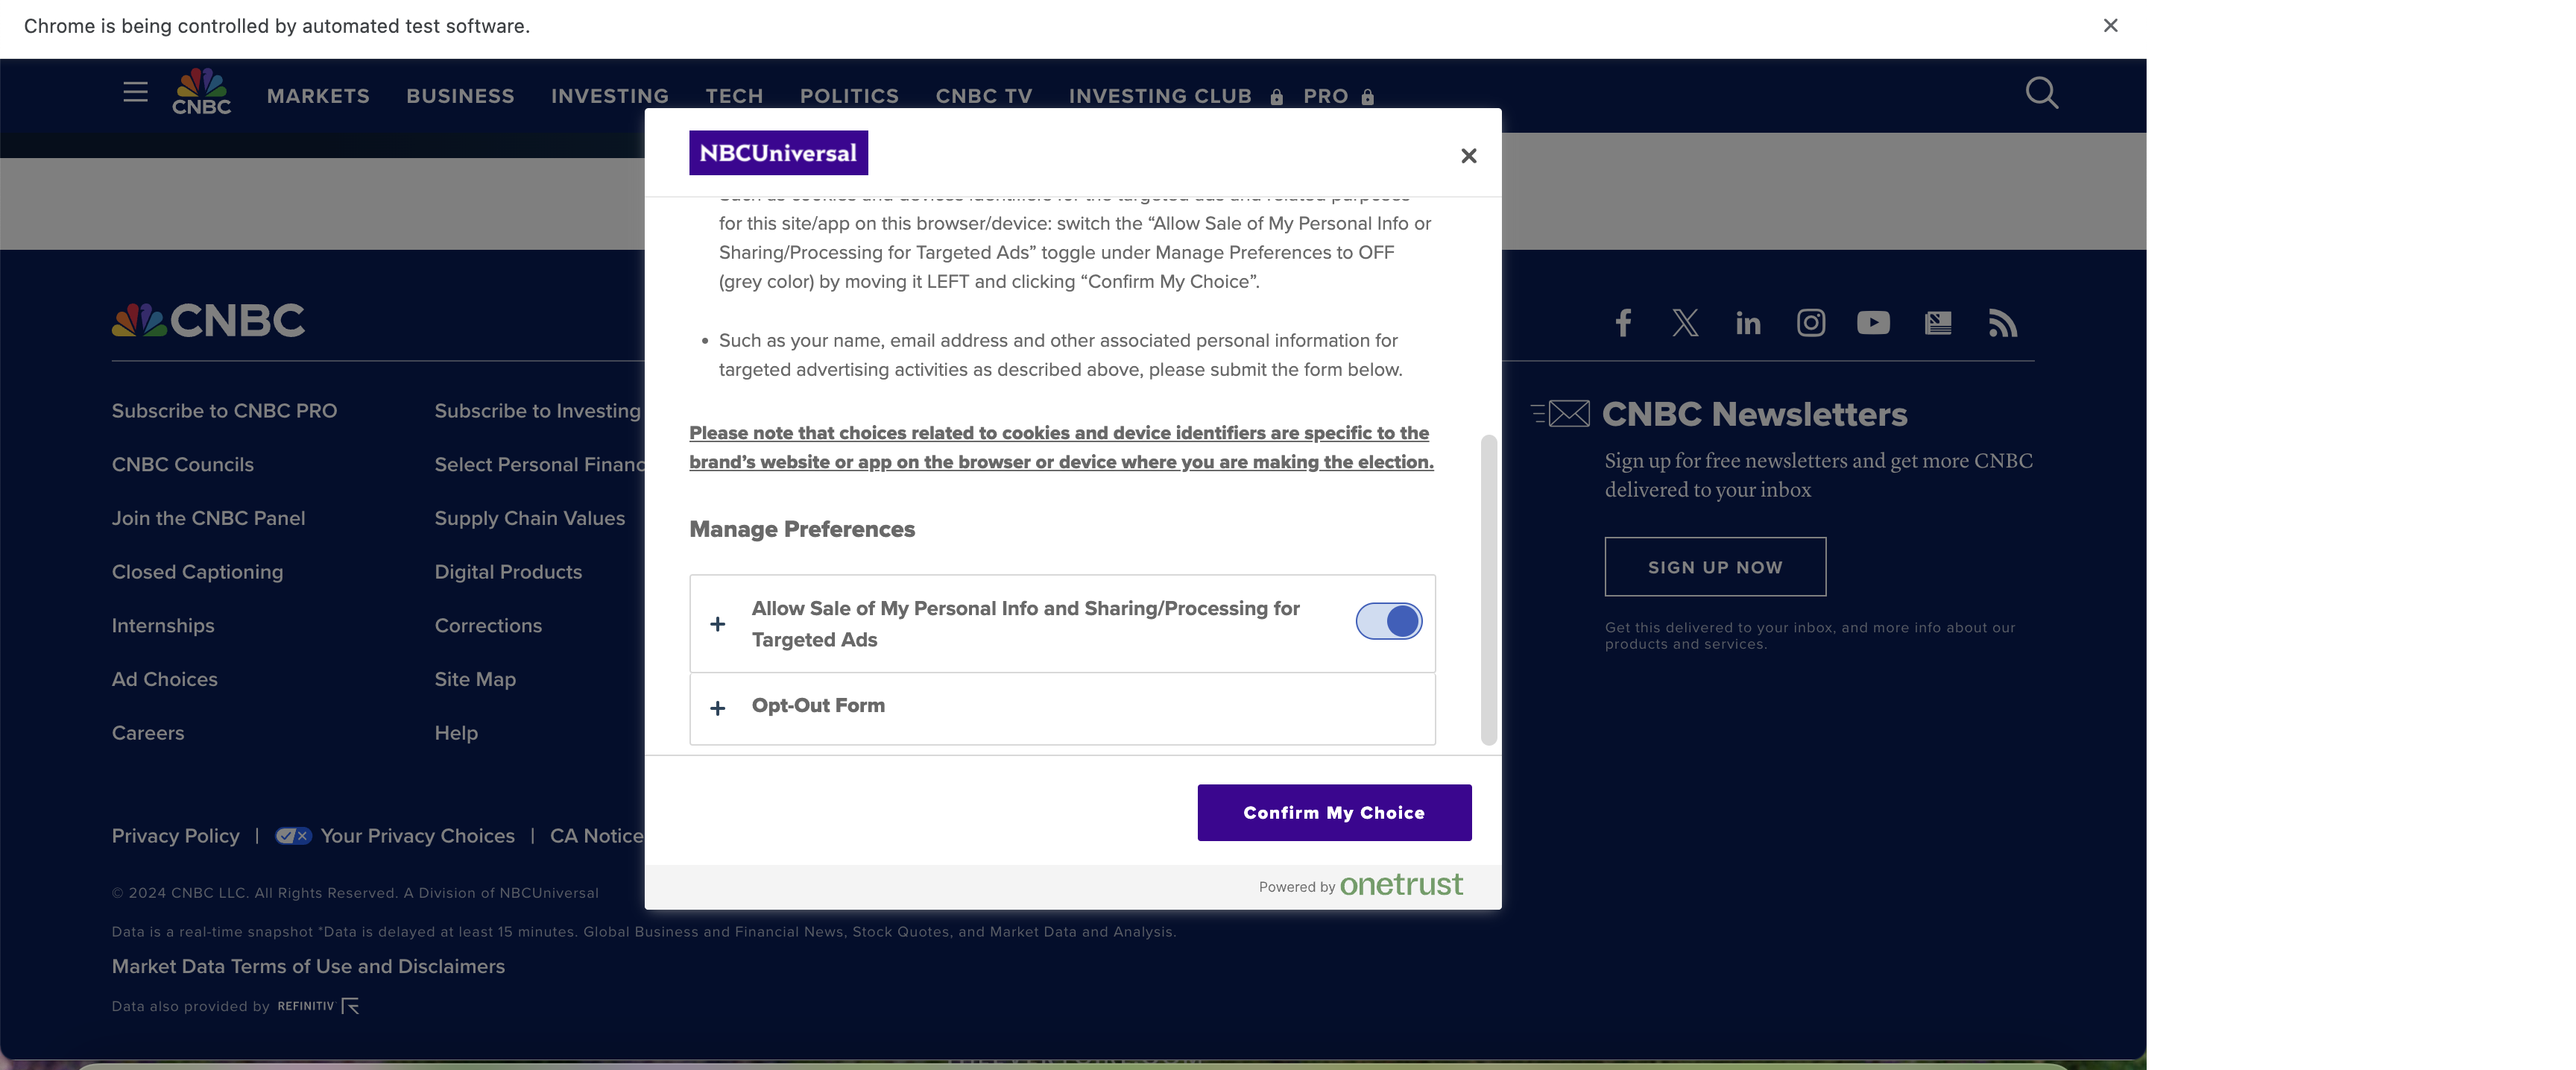 Chrome is being controlled by automated test software.
CNBC
MARKETS BUSINESS INVESTING TECH POLITICS CNBC TV INVESTING CLUB PRO
NBCUniversal
Such as cookies and devices identifiers for the targeted ads and related purposes
for this site/app on this browser/device: switch the “Allow Sale of My Personal Info or
Sharing/Processing for Targeted Ads” toggle under Manage Preferences to OFF
(grey color) by moving it LEFT and clicking “Confirm My Choice”.
• Such as your name, email address and other associated personal information for
targeted advertising activities as described above, please submit the form below.
Please note that choices related to cookies and device identifiers are specific to the
brand’s website or app on the browser or device where you are making the election.
Manage Preferences
+ Allow Sale of My Personal Info and Sharing/Processing for
Targeted Ads
+ Opt-Out Form
Confirm My Choice
Powered by onetrust
CNBC
Subscribe to CNBC PRO
Subscribe to Investing
CNBC Councils
Select Personal Financ
Join the CNBC Panel
Supply Chain Values
Closed Captioning
Digital Products
Internships
Corrections
Ad Choices
Site Map
Careers
Help
CNBC Newsletters
Sign up for free newsletters and get more CNBC
delivered to your inbox
SIGN UP NOW
Get this delivered to your inbox, and more info about our
products and services.
Privacy Policy | Your Privacy Choices | CA Notice
© 2024 CNBC LLC. All Rights Reserved. A Division of NBCUniversal
Data is a real-time snapshot *Data is delayed at least 15 minutes. Global Business and Financial News, Stock Quotes, and Market Data and Analysis.
Market Data Terms of Use and Disclaimers
Data also provided by REFINITIV